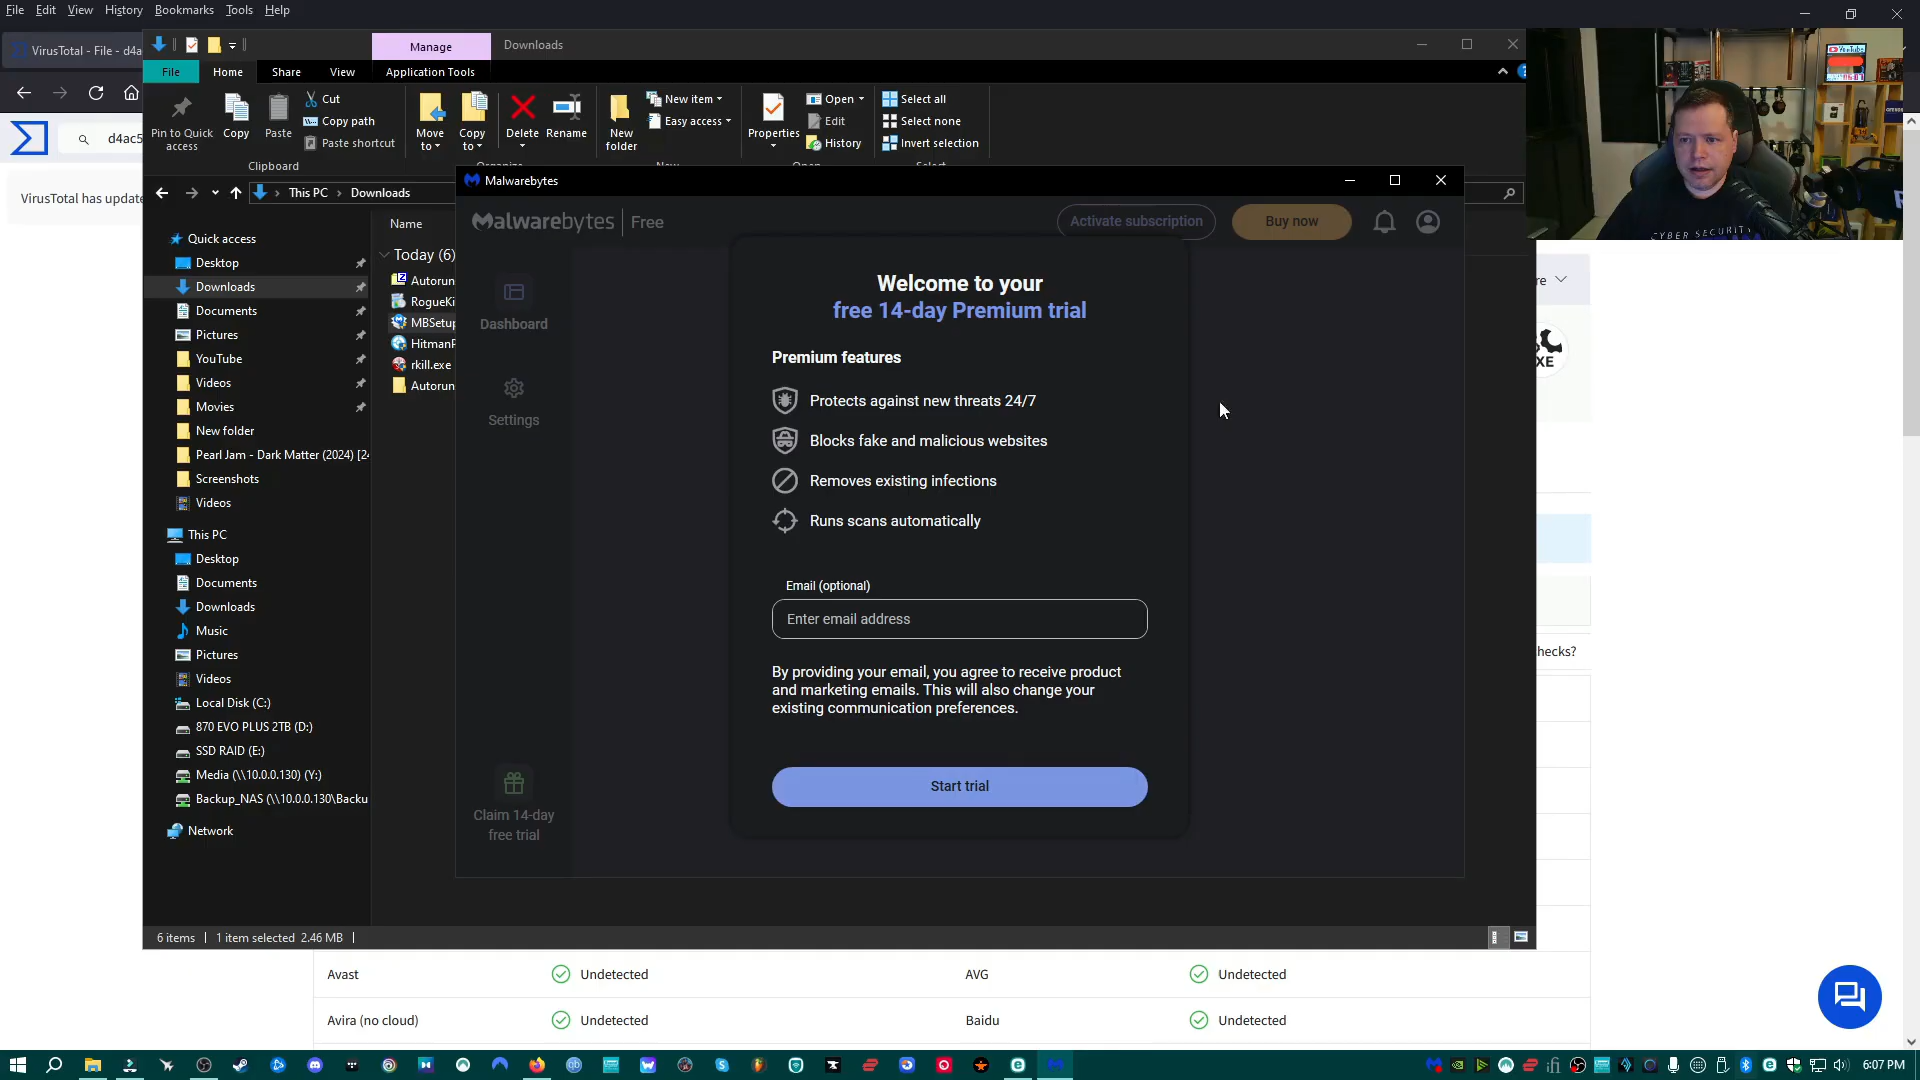 File Edit View History Bookmarks Tools Help
VirusTotal - File - d4a
Manage
Downloads
File Home Share View Application Tools
Pin to Quick access
Copy
Paste
Cut
Copy path
Paste shortcut
Clipboard
Move to
Copy to
Delete
Rename
New folder
New item
Easy access
Properties
Open
Edit
History
Select all
Select none
Invert selection
d4ac5
VirusTotal has update
This PC
Downloads
Name
Today (6)
Autorun
RogueKi
MBSetup
HitmanP
rkill.exe
Autorun
Quick access
Desktop
Downloads
Documents
Pictures
YouTube
Videos
Movies
New folder
Pearl Jam - Dark Matter (2024) [24
Screenshots
Videos
This PC
Desktop
Documents
Downloads
Music
Pictures
Videos
Local Disk (C:)
870 EVO PLUS 2TB (D:)
SSD RAID (E:)
Media (\\10.0.0.130) (Y:)
Backup_NAS (\\10.0.0.130\Backu
Network
6 items
1 item selected 2.46 MB
Malwarebytes
Malwarebytes Free
Activate subscription
Buy now
Dashboard
Settings
Claim 14-day
free trial
Welcome to your
free 14-day Premium trial
Premium features
Protects against new threats 24/7
Blocks fake and malicious websites
Removes existing infections
Runs scans automatically
Email (optional)
Enter email address
By providing your email, you agree to receive product
and marketing emails. This will also change your
existing communication preferences.
Start trial
YouTube
CYBER SECURITY
re
EXE
hecks?
Avast Undetected AVG Undetected
Avira (no cloud) Undetected Baidu Undetected
6:07 PM